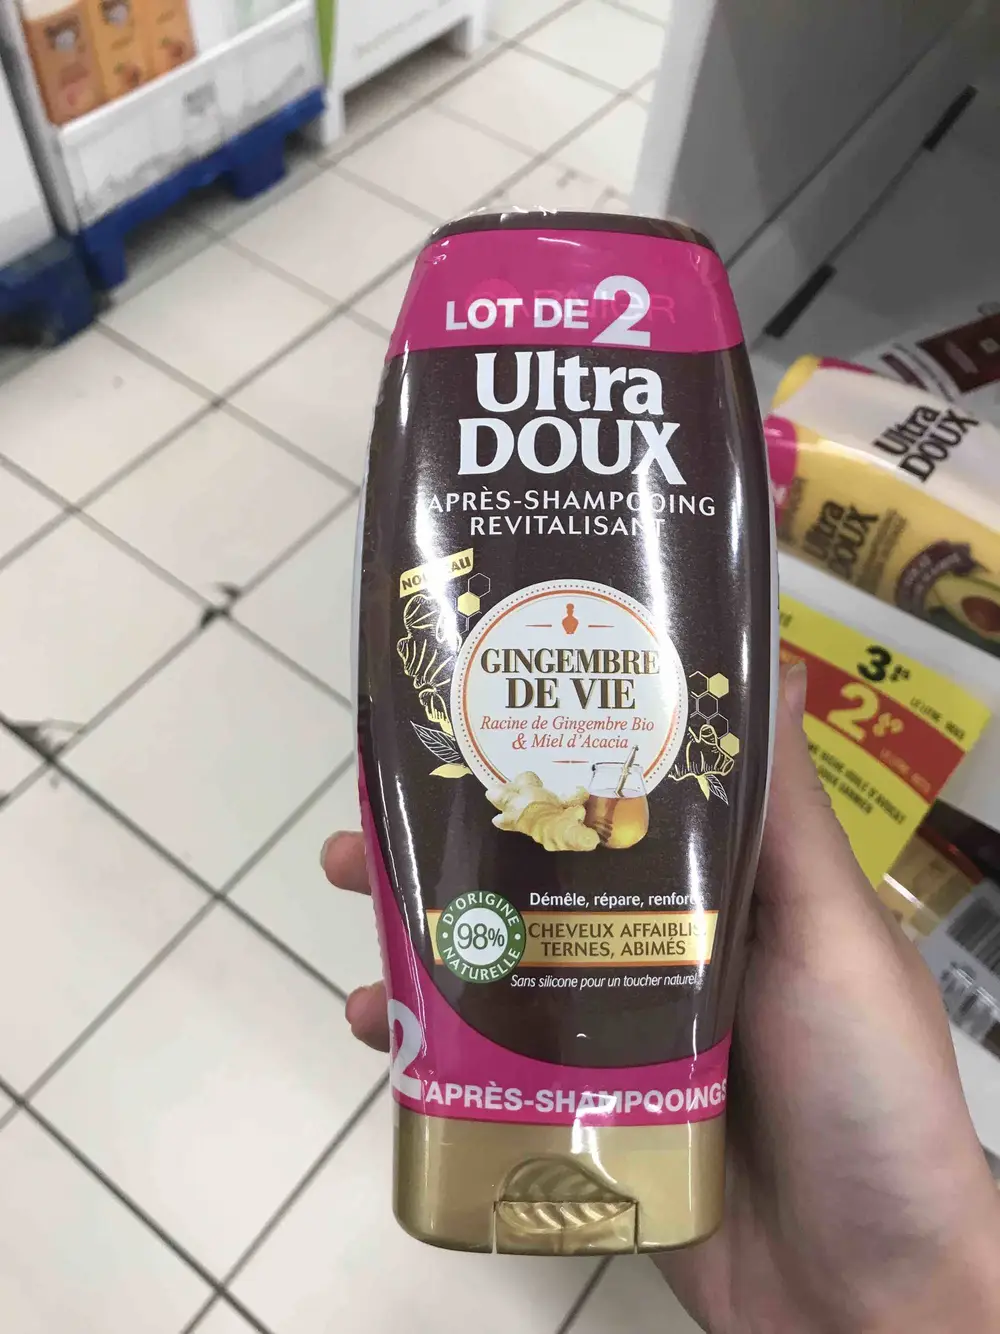 LOT DE 2
Ultra
DOUX
APRÈS-SHAMPOOING
REVITALISANT
NOUVEAU
GINGEMBRE
DE VIE
Racine de Gingembre Bio
& Miel d'Acacia
Démêle, répare, renforce
D'ORIGINE
98%
NATURELLE
CHEVEUX AFFAIBLIS,
TERNES, ABIMÉS
Sans silicone pour un toucher naturel
2
APRÈS-SHAMPOOINGS
Ultra
DOUX
Ultra
DOUX